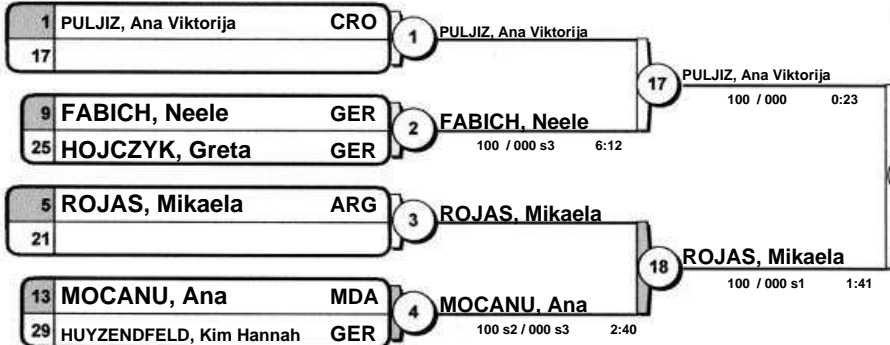 1 PULJIZ, Ana Viktorija CRO
17
1
PULJIZ, Ana Viktorija
9 FABICH, Neele GER
25 HOJCZYK, Greta GER
2
FABICH, Neele
100 / 000 s3 6:12
17
PULJIZ, Ana Viktorija
100 / 000 0:23
5 ROJAS, Mikaela ARG
21
3
ROJAS, Mikaela
13 MOCANU, Ana MDA
29 HUYZENDFELD, Kim Hannah GER
4
MOCANU, Ana
100 s2 / 000 s3 2:40
18
ROJAS, Mikaela
100 / 000 s1 1:41